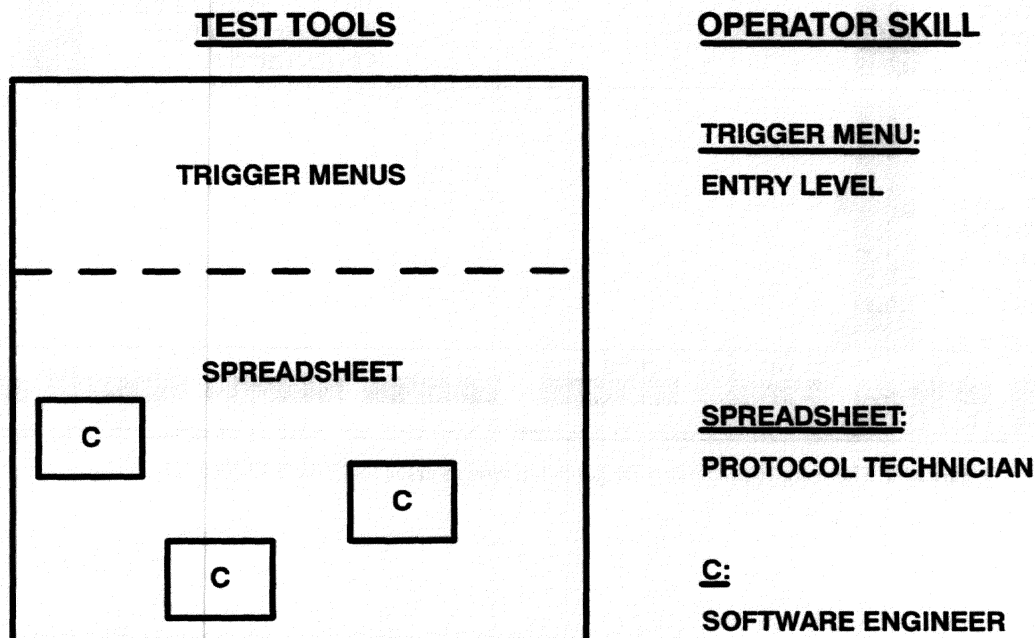 TEST TOOLS
TRIGGER MENUS
SPREADSHEET
C
C
C
OPERATOR SKILL
TRIGGER MENU:
ENTRY LEVEL
SPREADSHEET:
PROTOCOL TECHNICIAN
C:
SOFTWARE ENGINEER